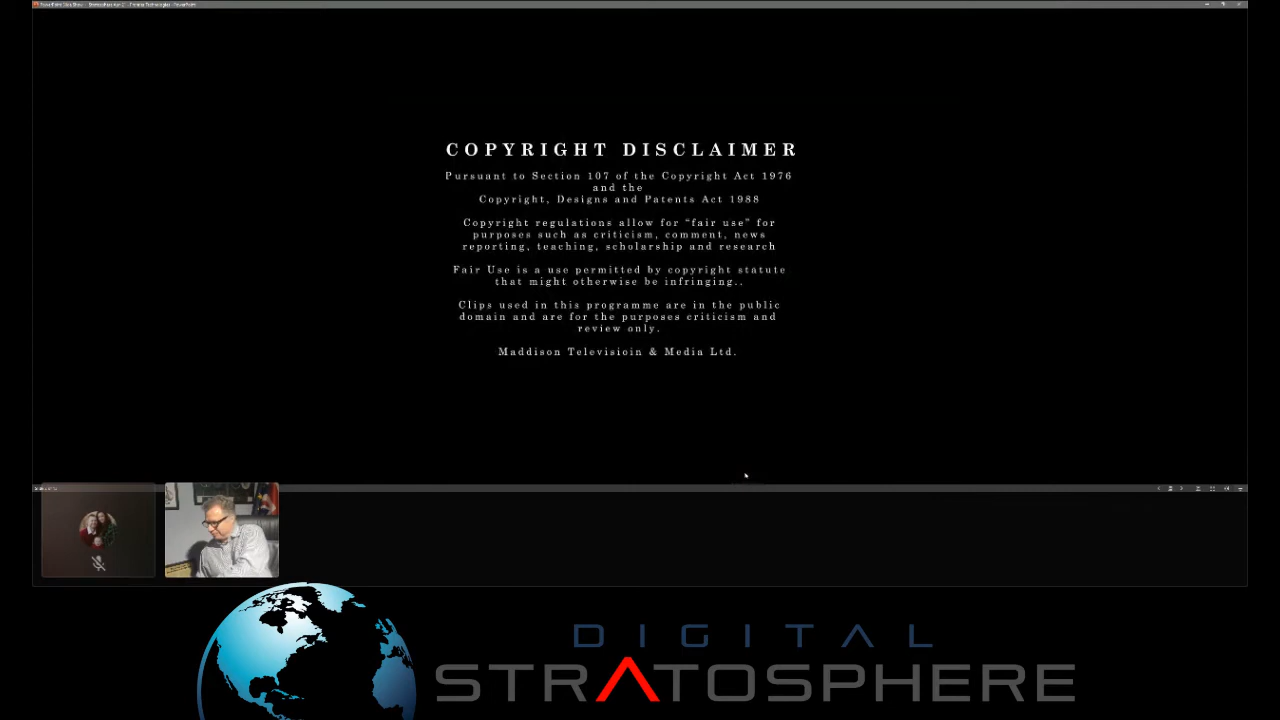 COPYRIGHT DISCLAIMER
Pursuant to Section 107 of the Copyright Act 1976
and the
Copyright, Designs and Patents Act 1988
Copyright regulations allow for “fair use” for
purposes such as criticism, comment, news
reporting, teaching, scholarship and research
Fair Use is a use permitted by copyright statute
that might otherwise be infringing..
Clips used in this programme are in the public
domain and are for the purposes criticism and
review only.
Maddison Televisioin & Media Ltd.
DIGITAL
STRATOSPHERE